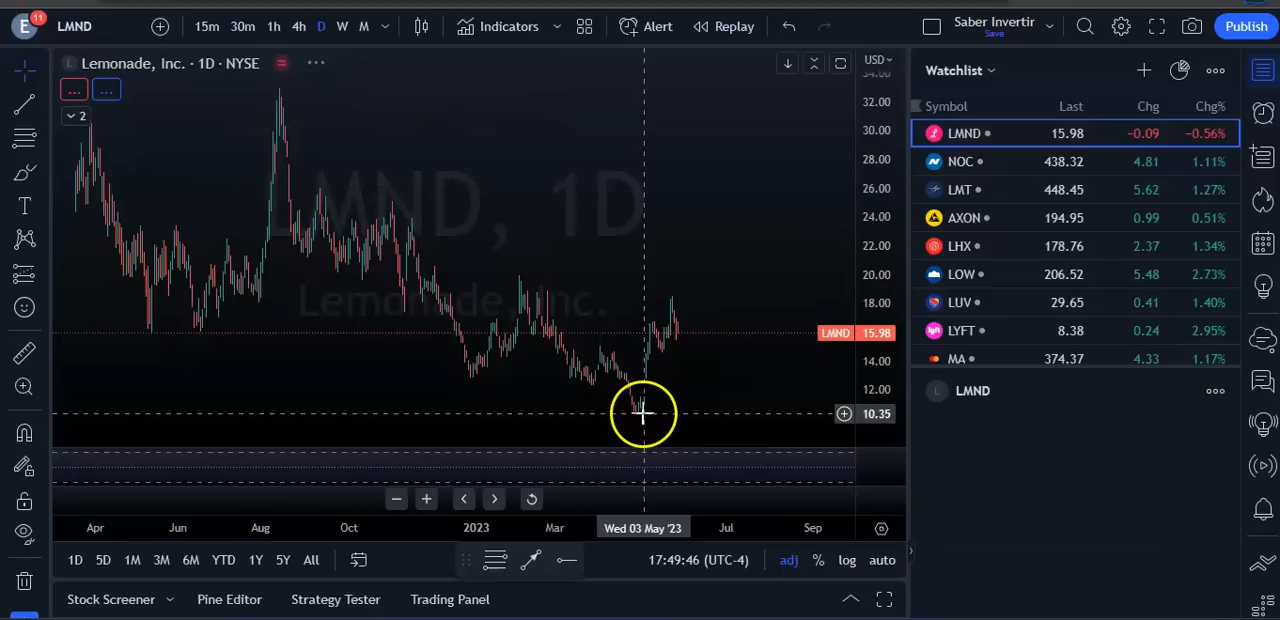 E 11 LMND 15m 30m 1h 4h D W M Indicators Alert Replay Saber Invertir Save Publish
Lemonade, Inc. · 1D · NYSE
USD
... ...
2
MND, 1D
Lemonade, Inc.
34.00
32.00
30.00
28.00
26.00
24.00
22.00
20.00
18.00
LMND 15.98
14.00
12.00
10.35
Apr Jun Aug Oct 2023 Mar Wed 03 May '23 Jul Sep
1D 5D 1M 3M 6M YTD 1Y 5Y All 17:49:46 (UTC-4) adj % log auto
Stock Screener Pine Editor Strategy Tester Trading Panel
Watchlist
Symbol Last Chg Chg%
LMND 15.98 −0.09 −0.56%
NOC 438.32 4.81 1.11%
LMT 448.45 5.62 1.27%
AXON 194.95 0.99 0.51%
LHX 178.76 2.37 1.34%
LOW 206.52 5.48 2.73%
LUV 29.65 0.41 1.40%
LYFT 8.38 0.24 2.95%
MA 374.37 4.33 1.17%
L LMND